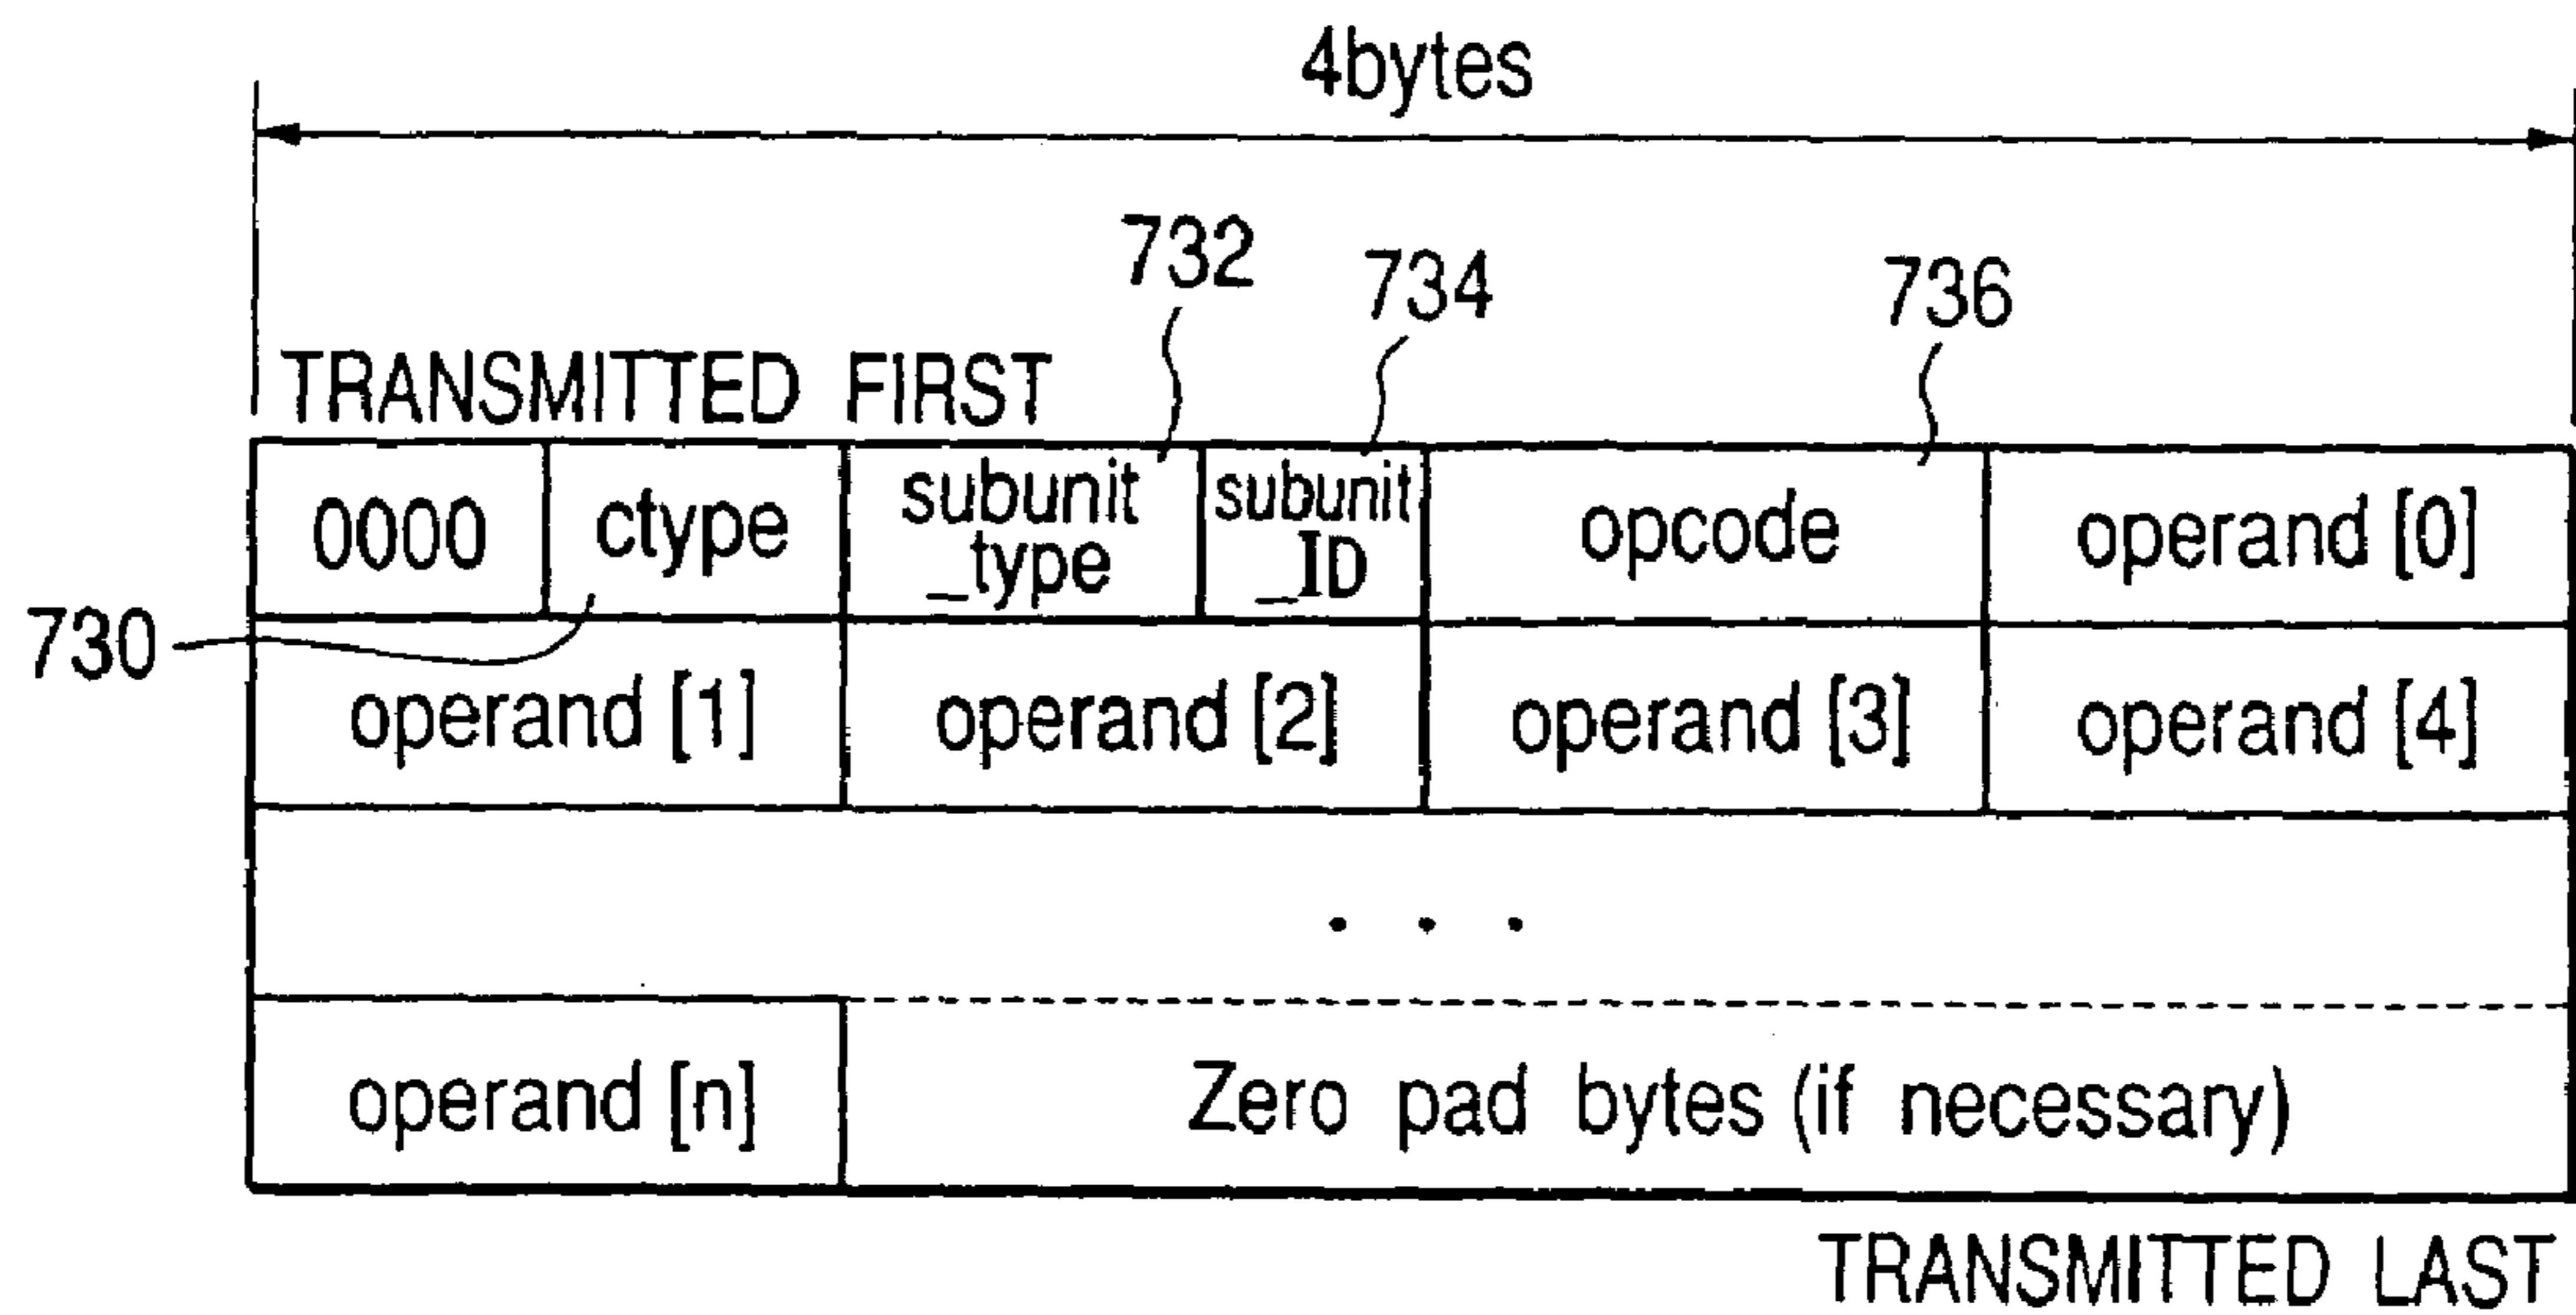 4bytes
732
734
736
TRANSMITTED FIRST
0000
ctype
subunit
_type
subunit
_ID
opcode
operand [0]
730
operand [1]
operand [2]
operand [3]
operand [4]
. . .
operand [n]
Zero pad bytes (if necessary)
TRANSMITTED LAST